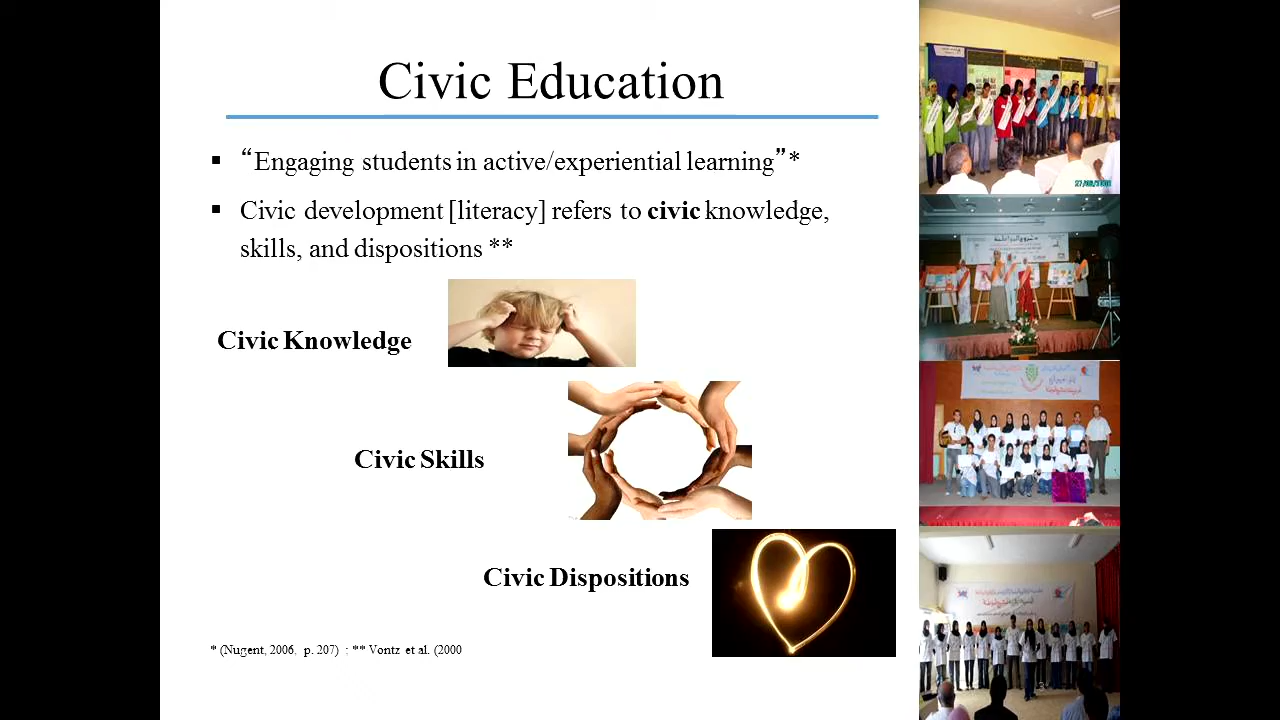 Civic Education
▪ “Engaging students in active/experiential learning”*
▪ Civic development [literacy] refers to civic knowledge,
skills, and dispositions **
Civic Knowledge
Civic Skills
Civic Dispositions
* (Nugent, 2006, p. 207) ; ** Vontz et al. (2000